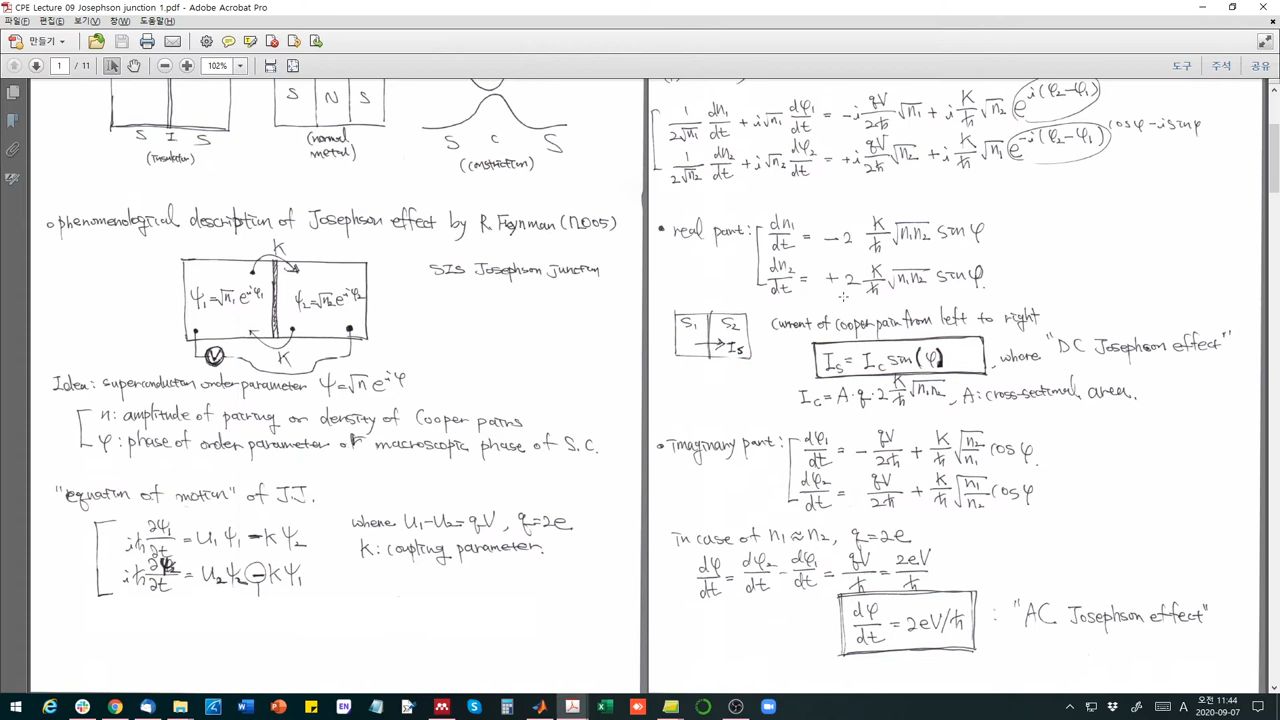 CPE Lecture 09 Josephson junction 1.pdf - Adobe Acrobat Pro
파일(F) 편집(E) 보기(V) 창(W) 도움말(H)
만들기
1 / 11 102% 도구 주석 공유
S I S
(Insulator)
S N S
(normal
metal)
S C S
(constriction)
◦phenomenological description of Josephson effect by R Feynman
K
SIS Josephson junction
ψ₁=√n₁e^{iφ₁} ψ₂=√n₂e^{iφ₂}
V K
Idea: superconductor order parameter ψ=√n e^{iφ}
n: amplitude of pairing or density of Cooper pairs
φ: phase of order parameter or macroscopic phase of S.C.
"equation of motion" of J.J.
iħ ∂ψ₁/∂t = U₁ψ₁ - Kψ₂
iħ ∂ψ₂/∂t = U₂ψ₂ - Kψ₁
where U₁-U₂=qV, q=2e
K: coupling parameter.
1/2√n₁ dn₁/dt + i√n₁ dφ₁/dt = -i qV/2ħ √n₁ + i K/ħ √n₂ e^{i(φ₂-φ₁)}
1/2√n₂ dn₂/dt + i√n₂ dφ₂/dt = +i qV/2ħ √n₂ + i K/ħ √n₁ e^{-i(φ₂-φ₁)} cosφ-isinφ
• real part: dn₁/dt = -2 K/ħ √n₁n₂ sinφ
dn₂/dt = +2 K/ħ √n₁n₂ sinφ.
S₁ S₂
Is
current of cooper pair from left to right
Is = Ic sin(φ) , where "DC Josephson effect"
Ic = A·q·2 K/ħ √n₁n₂, A: cross-sectional area.
• imaginary part: dφ₁/dt = - qV/2ħ + K/ħ √n₂/n₁ cosφ.
dφ₂/dt = qV/2ħ + K/ħ √n₁/n₂ cosφ
in case of n₁≈n₂, q=2e
dφ/dt = dφ₂/dt - dφ₁/dt = qV/ħ = 2eV/ħ
dφ/dt = 2eV/ħ : "AC Josephson effect"
EN
A 오전 11:44
2020-09-07